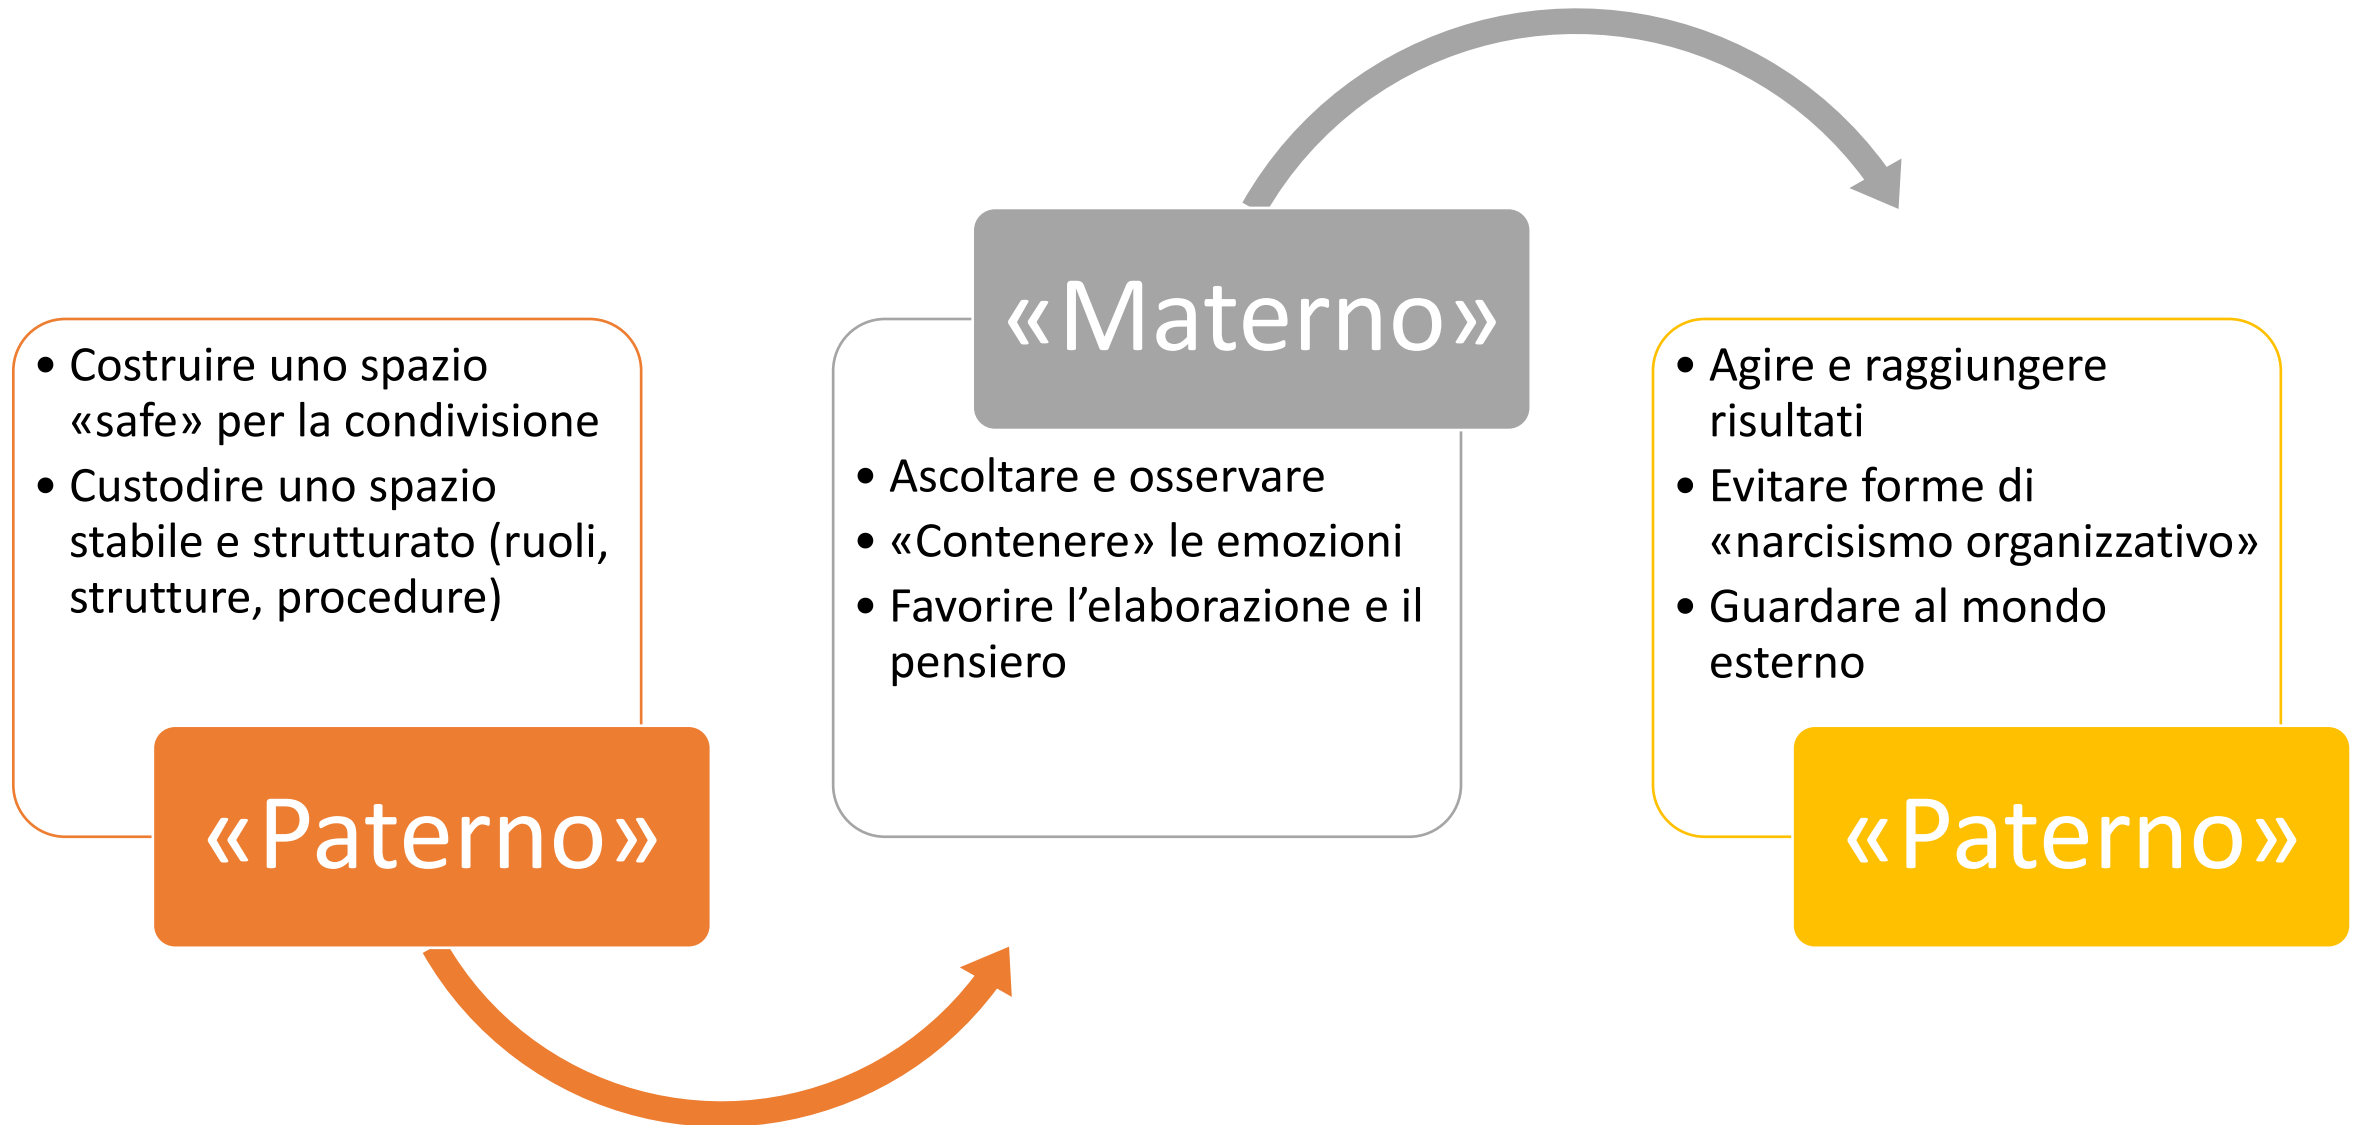 • Costruire uno spazio
«safe» per la condivisione
• Custodire uno spazio
stabile e strutturato (ruoli,
strutture, procedure)
«Paterno»
«Materno»
• Ascoltare e osservare
• «Contenere» le emozioni
• Favorire l’elaborazione e il
pensiero
• Agire e raggiungere
risultati
• Evitare forme di
«narcisismo organizzativo»
• Guardare al mondo
esterno
«Paterno»